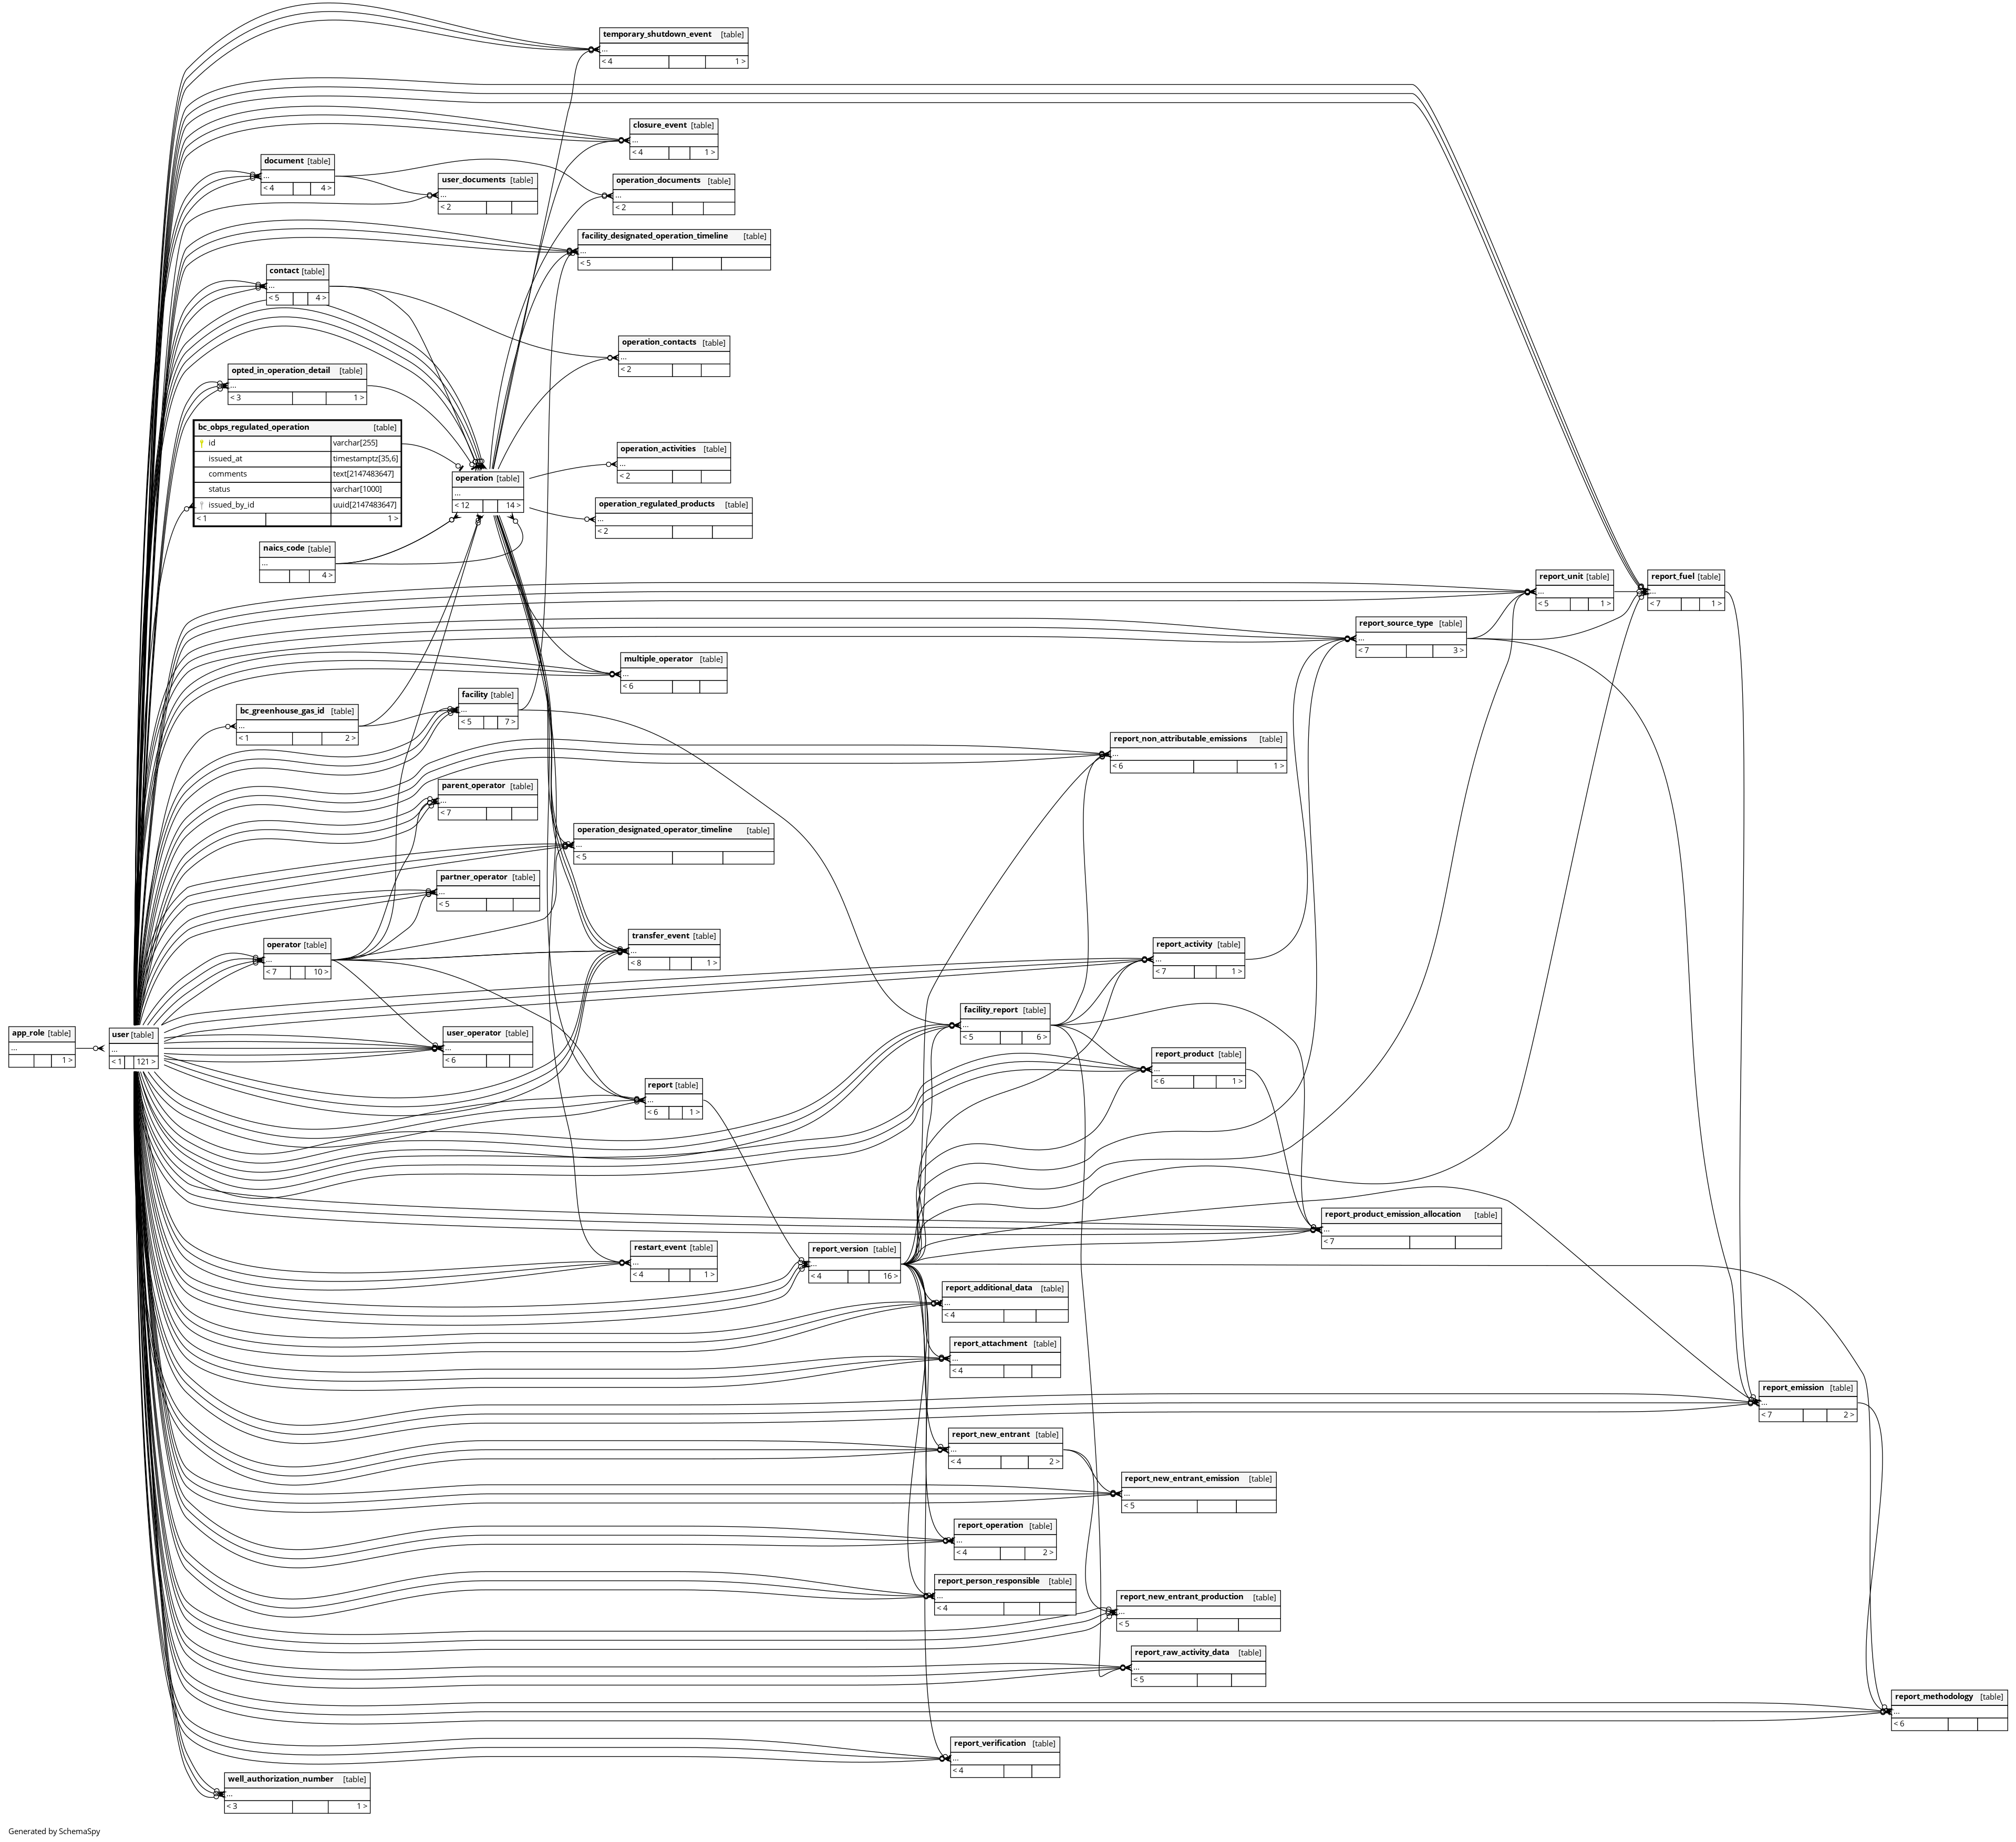 temporary_shutdown_event [table]
...
< 4 1 >
closure_event [table]
...
< 4 1 >
document [table]
...
< 4 4 >
user_documents [table]
...
< 2
operation_documents [table]
...
< 2
facility_designated_operation_timeline [table]
...
< 5
contact [table]
...
< 5 4 >
operation_contacts [table]
...
< 2
opted_in_operation_detail [table]
...
< 3 1 >
bc_obps_regulated_operation [table]
id varchar[255]
issued_at timestamptz[35,6]
comments text[2147483647]
status varchar[1000]
issued_by_id uuid[2147483647]
< 1 1 >
operation [table]
...
< 12 14 >
operation_activities [table]
...
< 2
operation_regulated_products [table]
...
< 2
naics_code [table]
...
4 >
report_unit [table]
...
< 5 1 >
report_fuel [table]
...
< 7 1 >
report_source_type [table]
...
< 7 3 >
multiple_operator [table]
...
< 6
facility [table]
...
< 5 7 >
bc_greenhouse_gas_id [table]
...
< 1 2 >
report_non_attributable_emissions [table]
...
< 6 1 >
parent_operator [table]
...
< 7
operation_designated_operator_timeline [table]
...
< 5
partner_operator [table]
...
< 5
transfer_event [table]
...
< 8 1 >
operator [table]
...
< 7 10 >
report_activity [table]
...
< 7 1 >
facility_report [table]
...
< 5 6 >
app_role [table]
...
1 >
user [table]
...
< 1 121 >
user_operator [table]
...
< 6
report_product [table]
...
< 6 1 >
report [table]
...
< 6 1 >
report_product_emission_allocation [table]
...
< 7
restart_event [table]
...
< 4 1 >
report_version [table]
...
< 4 16 >
report_additional_data [table]
...
< 4
report_attachment [table]
...
< 4
report_emission [table]
...
< 7 2 >
report_new_entrant [table]
...
< 4 2 >
report_new_entrant_emission [table]
...
< 5
report_operation [table]
...
< 4 2 >
report_person_responsible [table]
...
< 4
report_new_entrant_production [table]
...
< 5
report_raw_activity_data [table]
...
< 5
report_methodology [table]
...
< 6
report_verification [table]
...
< 4
well_authorization_number [table]
...
< 3 1 >
Generated by SchemaSpy